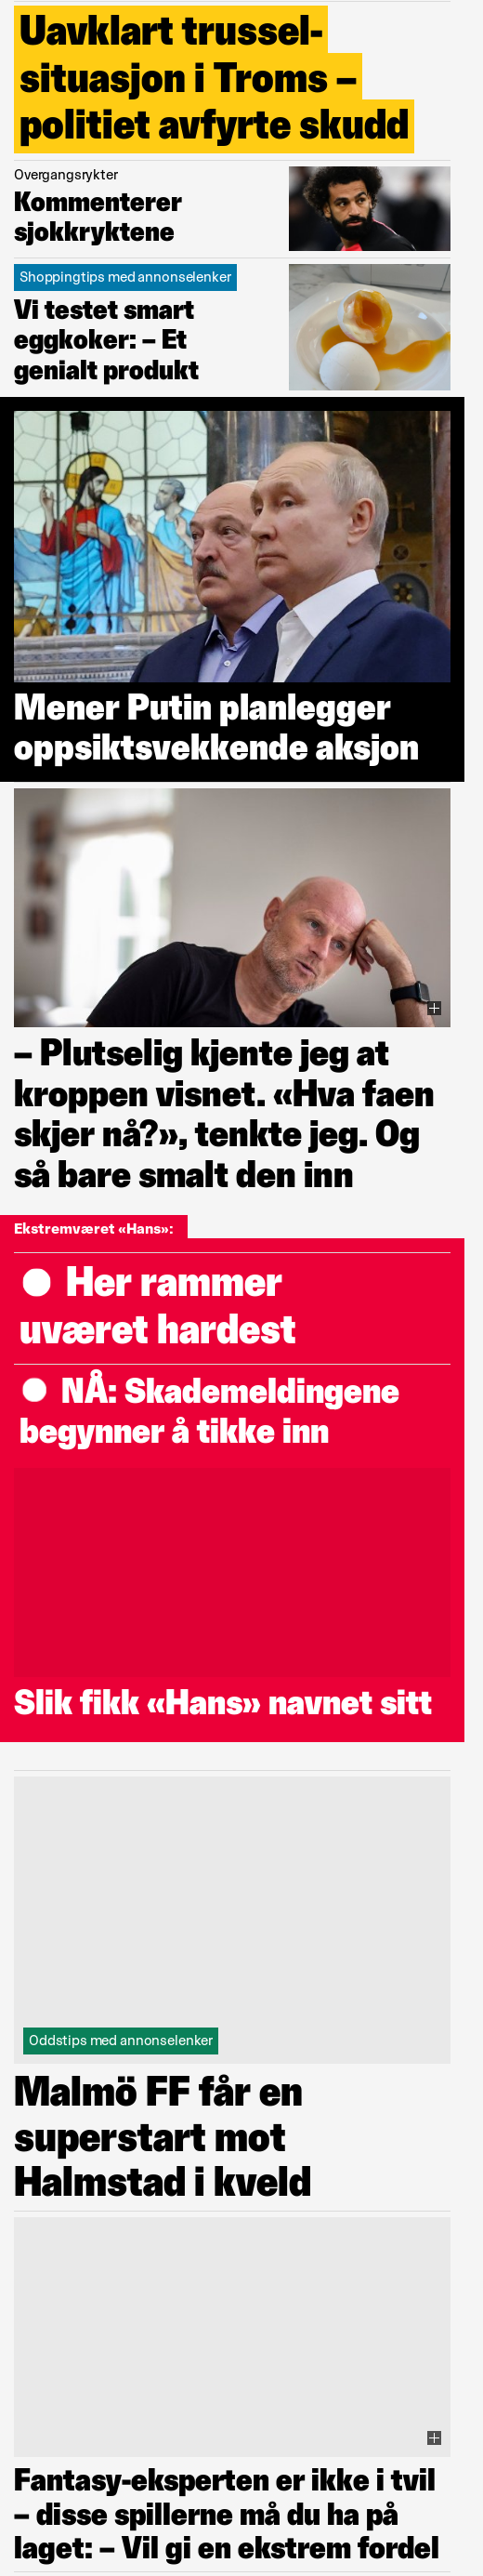 Uavklart trussel-
situasjon i Troms –
politiet avfyrte skudd
Overgangsrykter
Kommenterer
sjokkryktene
Shoppingtips med annonselenker
Vi testet smart
eggkoker: – Et
genialt produkt
Mener Putin planlegger
oppsiktsvekkende aksjon
– Plutselig kjente jeg at
kroppen visnet. «Hva faen
skjer nå?», tenkte jeg. Og
så bare smalt den inn
Ekstremværet «Hans»:
Her rammer
uværet hardest
NÅ: Skademeldingene
begynner å tikke inn
Slik fikk «Hans» navnet sitt
Oddstips med annonselenker
Malmö FF får en
superstart mot
Halmstad i kveld
Fantasy-eksperten er ikke i tvil
– disse spillerne må du ha på
laget: – Vil gi en ekstrem fordel